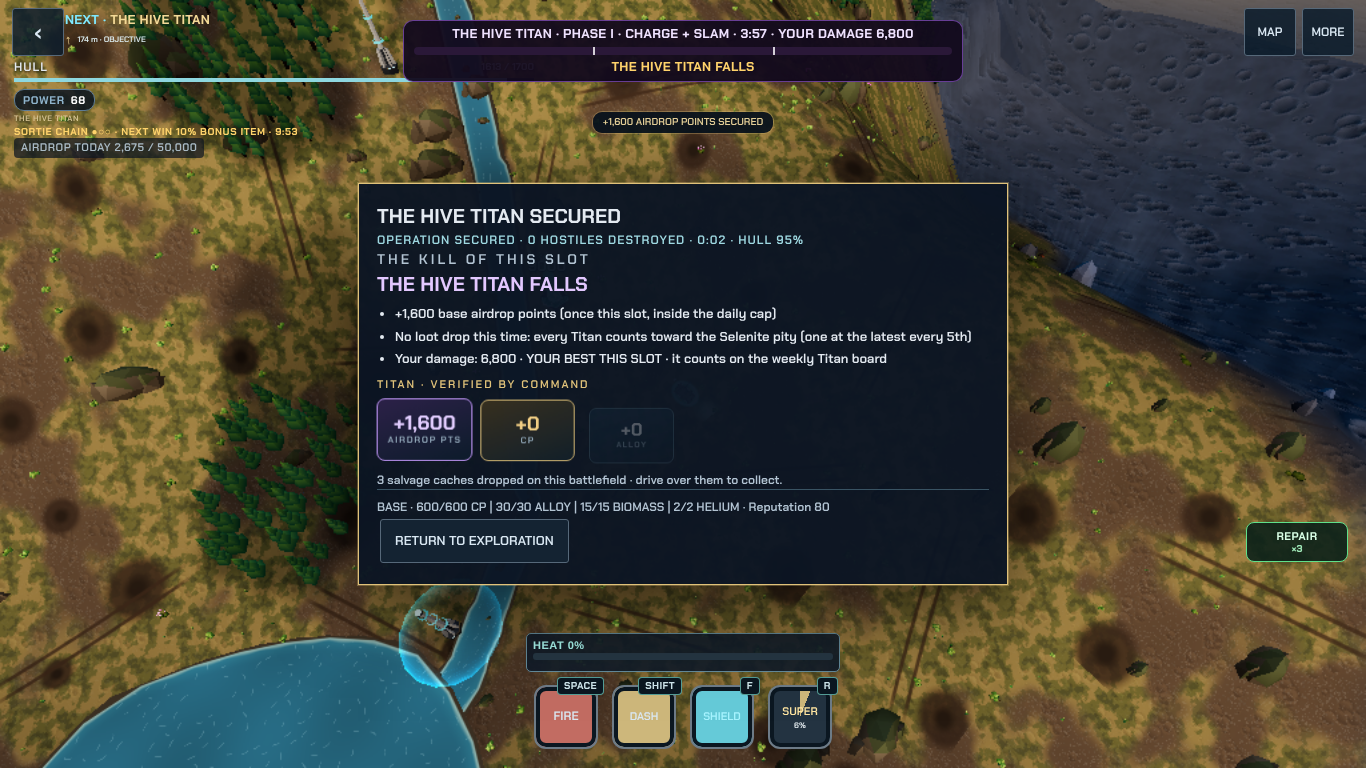 NEXT · THE HIVE TITAN
↑ 174 m · OBJECTIVE
HULL
POWER 68
THE HIVE TITAN
SORTIE CHAIN ●○○ · NEXT WIN 10% BONUS ITEM · 9:53
AIRDROP TODAY 2,675 / 50,000
THE HIVE TITAN · PHASE I · CHARGE + SLAM · 3:57 · YOUR DAMAGE 6,800
THE HIVE TITAN FALLS
+1,600 AIRDROP POINTS SECURED
MAP
MORE
THE HIVE TITAN SECURED
OPERATION SECURED · 0 HOSTILES DESTROYED · 0:02 · HULL 95%
THE KILL OF THIS SLOT
THE HIVE TITAN FALLS
• +1,600 base airdrop points (once this slot, inside the daily cap)
• No loot drop this time: every Titan counts toward the Selenite pity (one at the latest every 5th)
• Your damage: 6,800 · YOUR BEST THIS SLOT · it counts on the weekly Titan board
TITAN · VERIFIED BY COMMAND
+1,600
AIRDROP PTS
+0
CP
+0
ALLOY
3 salvage caches dropped on this battlefield · drive over them to collect.
BASE · 600/600 CP | 30/30 ALLOY | 15/15 BIOMASS | 2/2 HELIUM · Reputation 80
RETURN TO EXPLORATION
REPAIR
×3
HEAT 0%
SPACE
FIRE
SHIFT
DASH
F
SHIELD
R
SUPER
6%